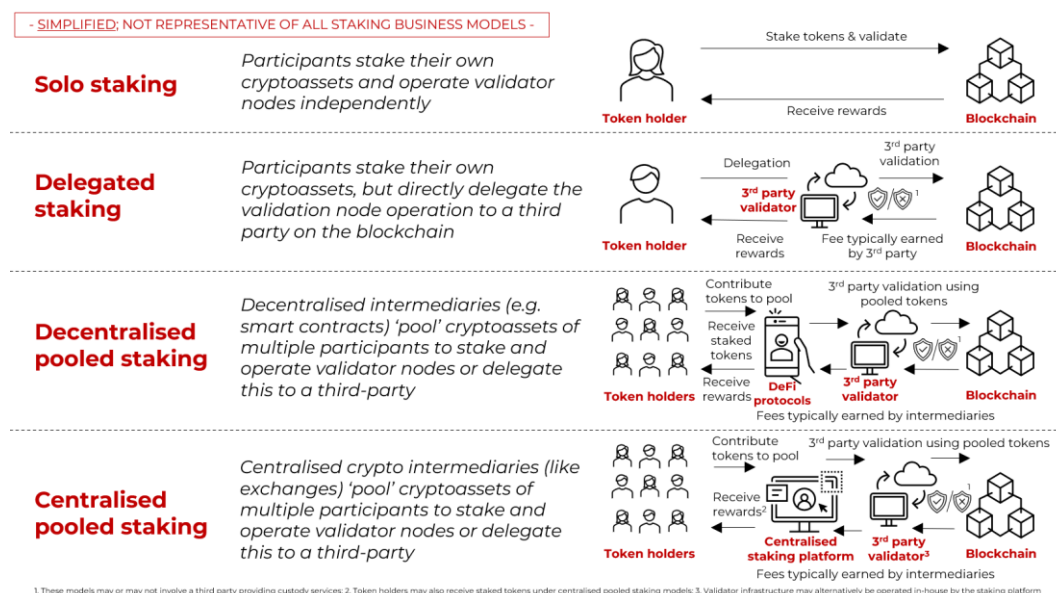 - SIMPLIFIED; NOT REPRESENTATIVE OF ALL STAKING BUSINESS MODELS -
Solo staking
Participants stake their own
cryptoassets and operate validator
nodes independently
Stake tokens & validate
Receive rewards
Token holder
Blockchain
Delegated
staking
Participants stake their own
cryptoassets, but directly delegate the
validation node operation to a third
party on the blockchain
Delegation
3rd party
validation
3rd party
validator
1
Token holder
Receive
rewards
Fee typically earned
by 3rd party
Blockchain
Decentralised
pooled staking
Decentralised intermediaries (e.g.
smart contracts) ‘pool’ cryptoassets of
multiple participants to stake and
operate validator nodes or delegate
this to a third-party
Contribute
tokens to pool
3rd party validation using
pooled tokens
Receive
staked
tokens
1
Token holders
Receive
rewards
DeFi
protocols
3rd party
validator
Blockchain
Fees typically earned by intermediaries
Centralised
pooled staking
Centralised crypto intermediaries (like
exchanges) ‘pool’ cryptoassets of
multiple participants to stake and
operate validator nodes or delegate
this to a third-party
Contribute
tokens to pool
3rd party validation using pooled tokens
Receive
rewards2
1
Token holders
Centralised
staking platform
3rd party
validator3
Blockchain
Fees typically earned by intermediaries
1. These models may or may not involve a third party providing custody services; 2. Token holders may also receive staked tokens under centralised pooled staking models; 3. Validator infrastructure may alternatively be operated in-house by the staking platform